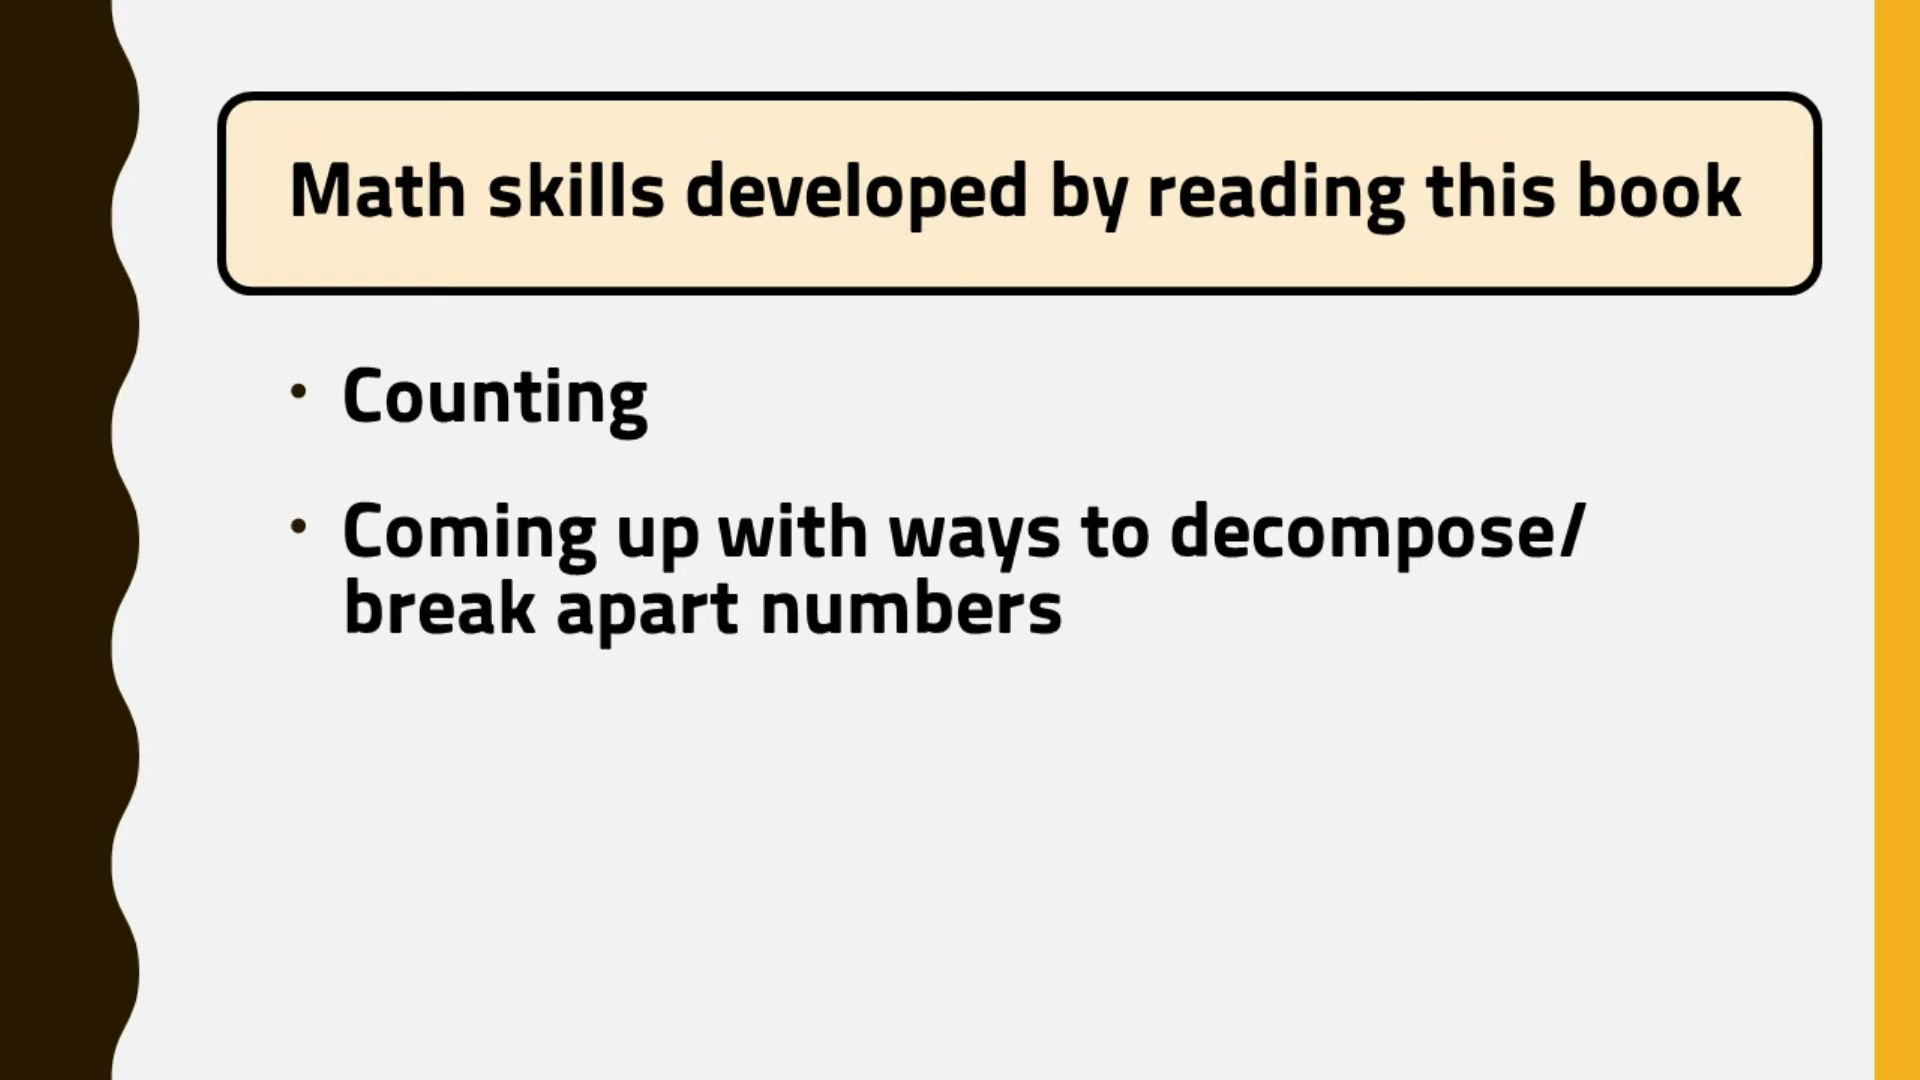 Math skills developed by reading this book
• Counting
• Coming up with ways to decompose/
break apart numbers